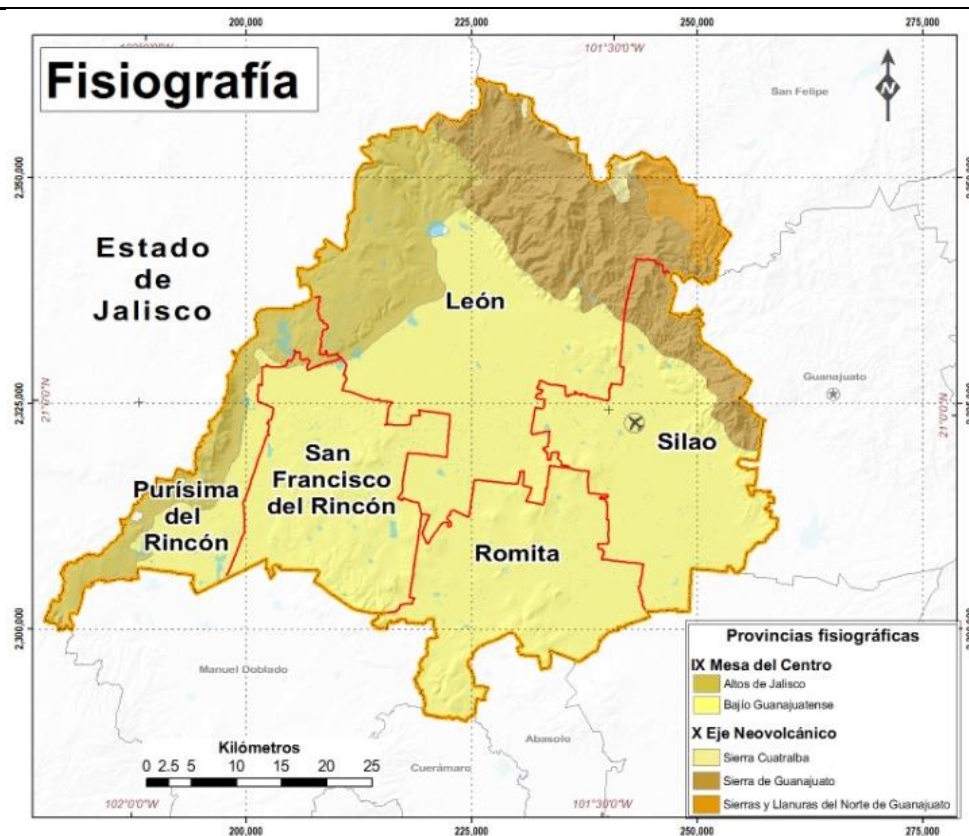 200,000
225,000
250,000
275,000
101°30'0"W
Fisiografía
N
San Felipe
2,350,000
Estado
de
Jalisco
León
Guanajuato
2,325,000
21°0'0"N
21°0'0"N
Silao
San
Francisco
del Rincón
Purísima
del
Rincón
Romita
2,300,000
Manuel Doblado
Abasolo
Cuerámaro
Kilómetros
0 2.5 5 10 15 20 25
Provincias fisiográficas
IX Mesa del Centro
Altos de Jalisco
Bajío Guanajuatense
X Eje Neovolcánico
Sierra Cuatralba
Sierra de Guanajuato
Sierras y Llanuras del Norte de Guanajuato
102°0'0"W
101°30'0"W
200,000
225,000
250,000
275,000